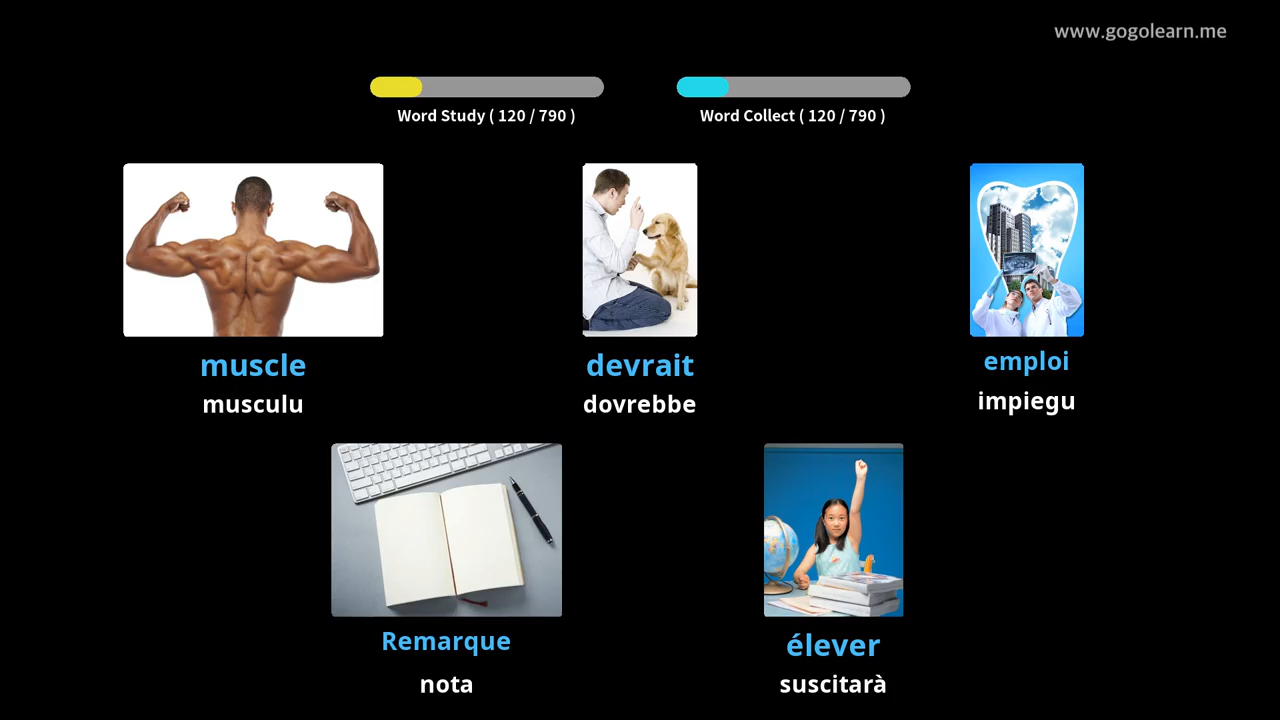 www.gogolearn.me
Word Study ( 120 / 790 )
Word Collect ( 120 / 790 )
muscle
musculu
devrait
dovrebbe
emploi
impiegu
Remarque
nota
élever
suscitarà